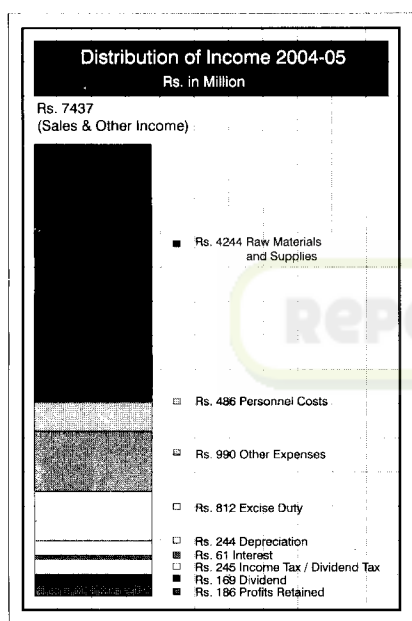 Distribution of Income 2004-05
Rs. in Million
Rs. 7437
(Sales & Other Income)
Rs. 4244 Raw Materials
and Supplies
Rs. 486 Personnel Costs
Rs. 990 Other Expenses
Rs. 812 Excise Duty
Rs. 244 Depreciation
Rs. 61 Interest
Rs. 245 Income Tax / Dividend Tax
Rs. 169 Dividend
Rs. 186 Profits Retained